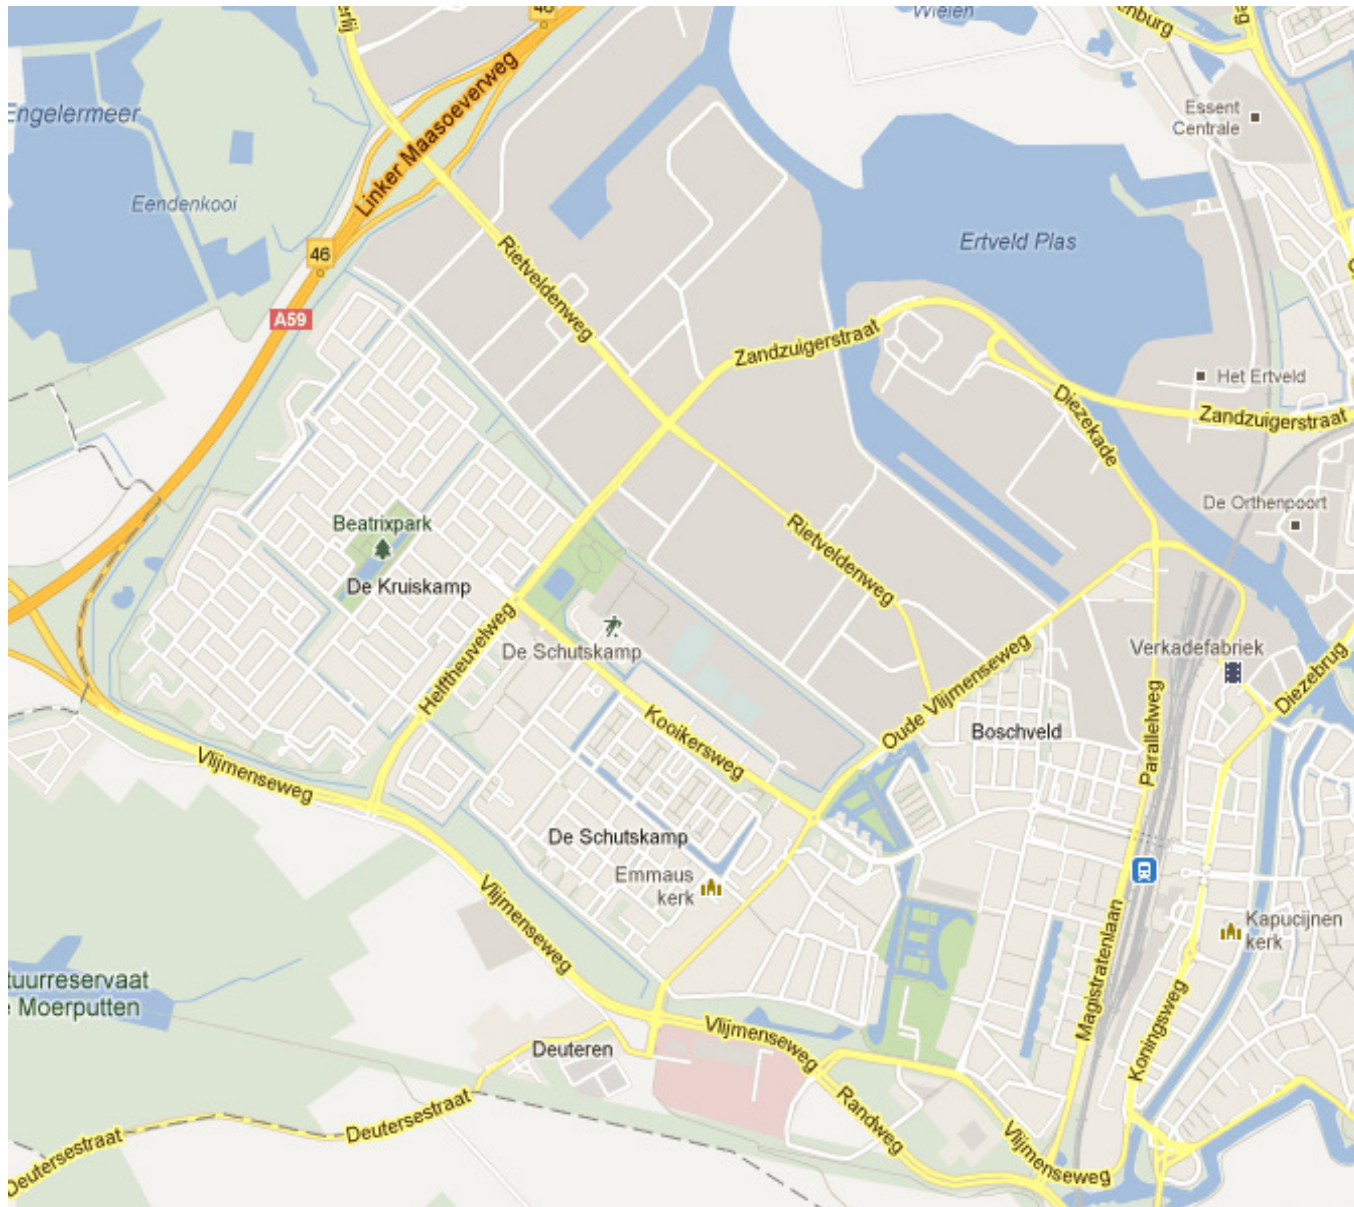 Wielen
Engelermeer
Essent
Centrale
Linker Maasoeverweg
Eendenkooi
46
A59
Ertveld Plas
Rietveldenweg
Zandzuigerstraat
Het Ertveld
Zandzuigerstraat
Diezekade
De Orthenpoort
Beatrixpark
De Kruiskamp
Rietveldenweg
Helftheuvelweg
De Schutskamp
Verkadefabriek
Diezebrug
Oude Vlijmenseweg
Boschveld
Parallelweg
Kooikersweg
Vlijmenseweg
De Schutskamp
Emmaus
kerk
Vlijmenseweg
Kapucijnen
kerk
Magistratenlaan
Koningsweg
tuurreservaat
Moerputten
Deuteren
Vlijmenseweg
Randweg
Vlijmenseweg
Deutersestraat
Deutersestraat